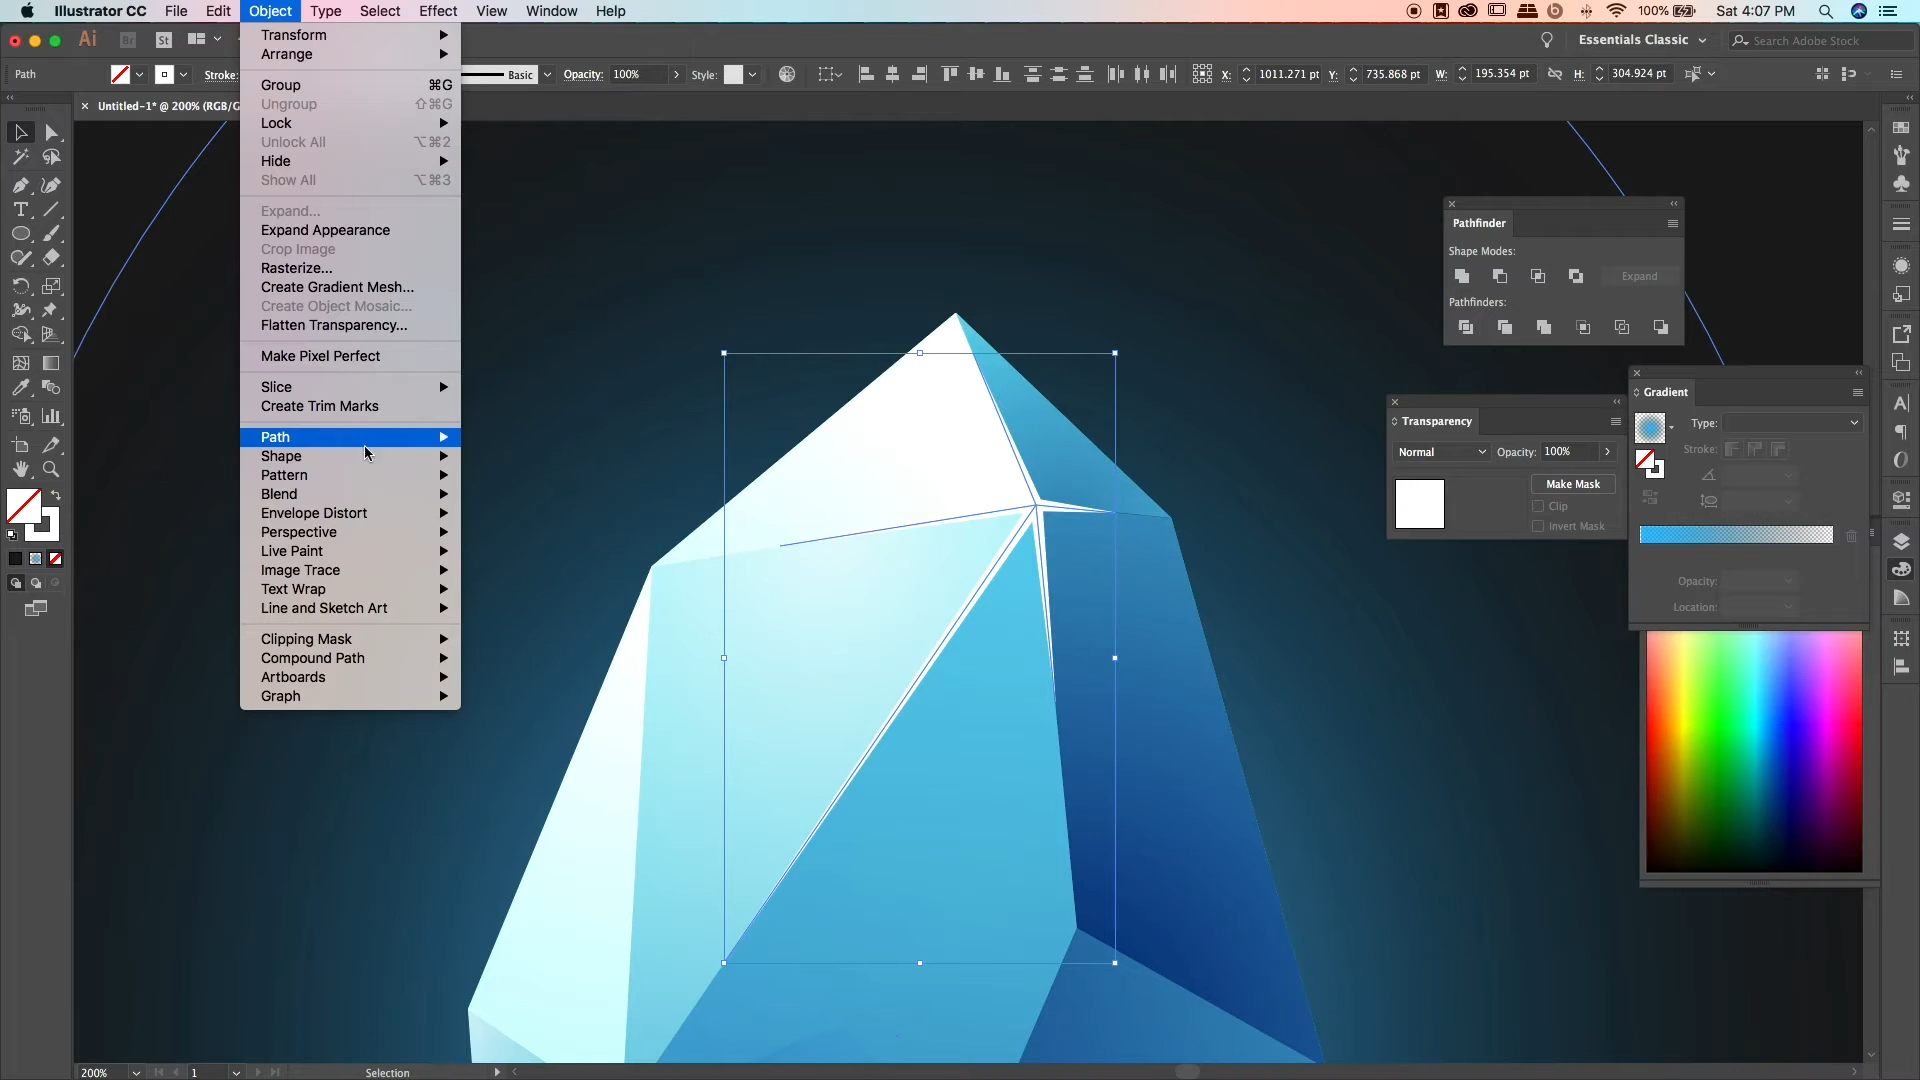 Illustrator CC File Edit Object Type Select Effect View Window Help
100% Sat 4:07 PM
Ai Br St Essentials Classic Search Adobe Stock
Path Stroke: Basic Opacity: 100% Style: X: 1011.271 pt Y: 735.868 pt W: 195.354 pt H: 304.924 pt
Untitled-1* @ 200% (RGB/G
Transform
Arrange
Group ⌘G
Ungroup ⇧⌘G
Lock
Unlock All ⌥⌘2
Hide
Show All ⌥⌘3
Expand...
Expand Appearance
Crop Image
Rasterize...
Create Gradient Mesh...
Create Object Mosaic...
Flatten Transparency...
Make Pixel Perfect
Slice
Create Trim Marks
Path
Shape
Pattern
Blend
Envelope Distort
Perspective
Live Paint
Image Trace
Text Wrap
Line and Sketch Art
Clipping Mask
Compound Path
Artboards
Graph
Pathfinder
Shape Modes:
Expand
Pathfinders:
Transparency
Normal Opacity: 100%
Make Mask
Clip
Invert Mask
Gradient
Type:
Stroke:
Opacity:
Location:
200% 1 Selection